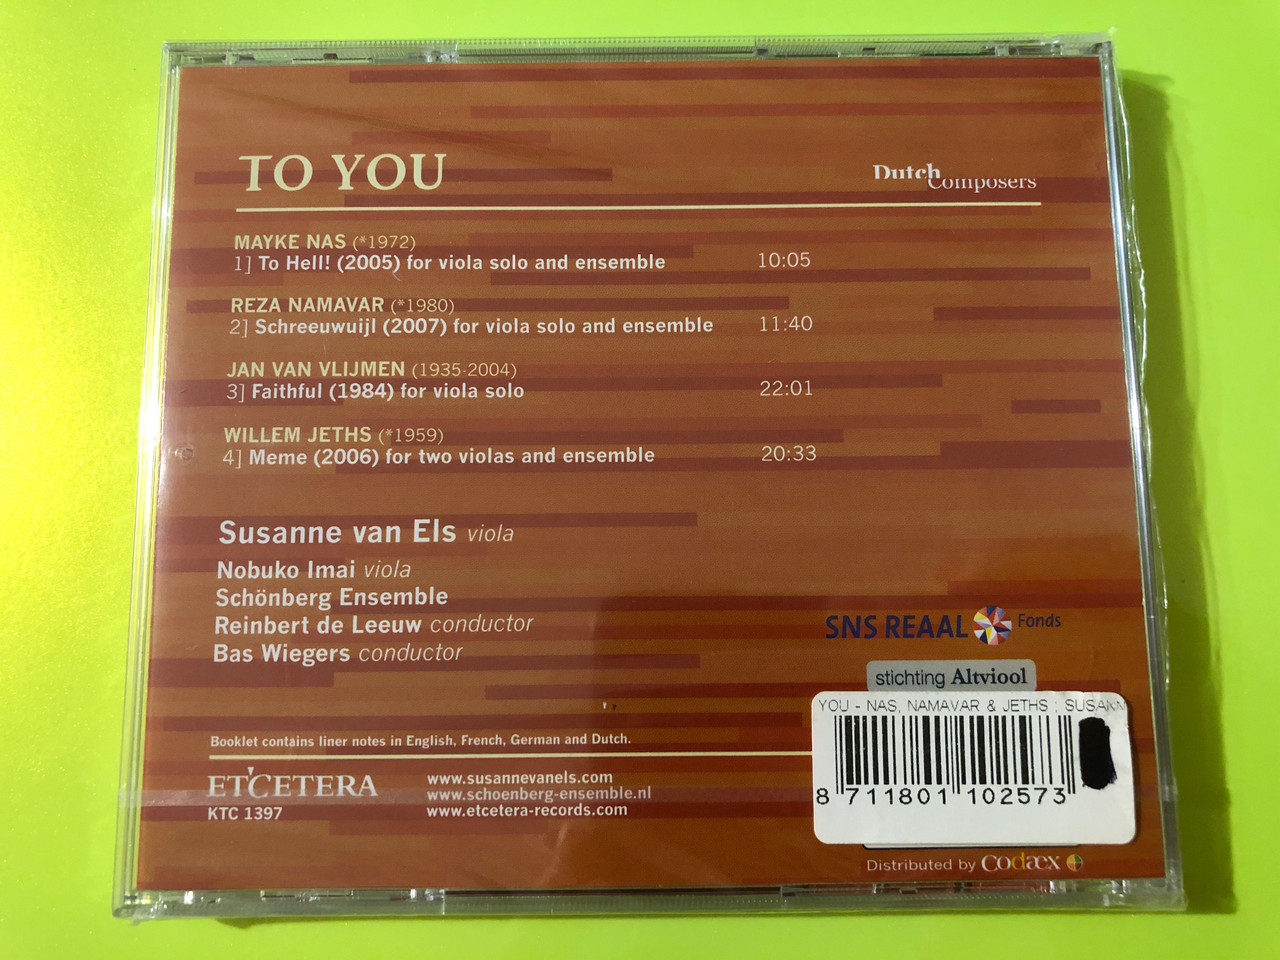 TO YOU
Dutch
Composers
MAYKE NAS (*1972)
1] To Hell! (2005) for viola solo and ensemble 10:05
REZA NAMAVAR (*1980)
2] Schreeuwuijl (2007) for viola solo and ensemble 11:40
JAN VAN VLIJMEN (1935-2004)
3] Faithful (1984) for viola solo 22:01
WILLEM JETHS (*1959)
4] Meme (2006) for two violas and ensemble 20:33
Susanne van Els viola
Nobuko Imai viola
Schönberg Ensemble
Reinbert de Leeuw conductor
Bas Wiegers conductor
SNS REAAL Fonds
stichting Altviool
YOU - NAS, NAMAVAR & JETHS ; SUSANN
8 711801 102573
Booklet contains liner notes in English, French, German and Dutch.
ET'CETERA
KTC 1397
www.susannevanels.com
www.schoenberg-ensemble.nl
www.etcetera-records.com
Distributed by Codæx